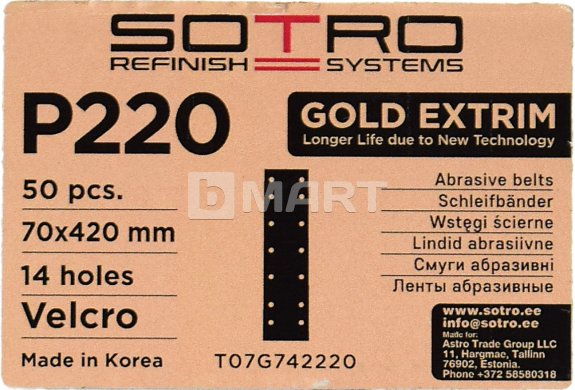 SOTRO
REFINISH SYSTEMS
P220
GOLD EXTRIM
Longer Life due to New Technology
50 pcs.
70x420 mm
14 holes
Velcro
Made in Korea
b MART
T07G742220
Abrasive belts
Schleifbänder
Wstęgi ścierne
Lindid abrasiivne
Смуги абразивні
Ленты абразивные
www.sotro.ee
info@sotro.ee
Made for:
Astro Trade Group LLC
11, Hargmae, Tallinn
76902, Estonia.
Phone +372 58580318